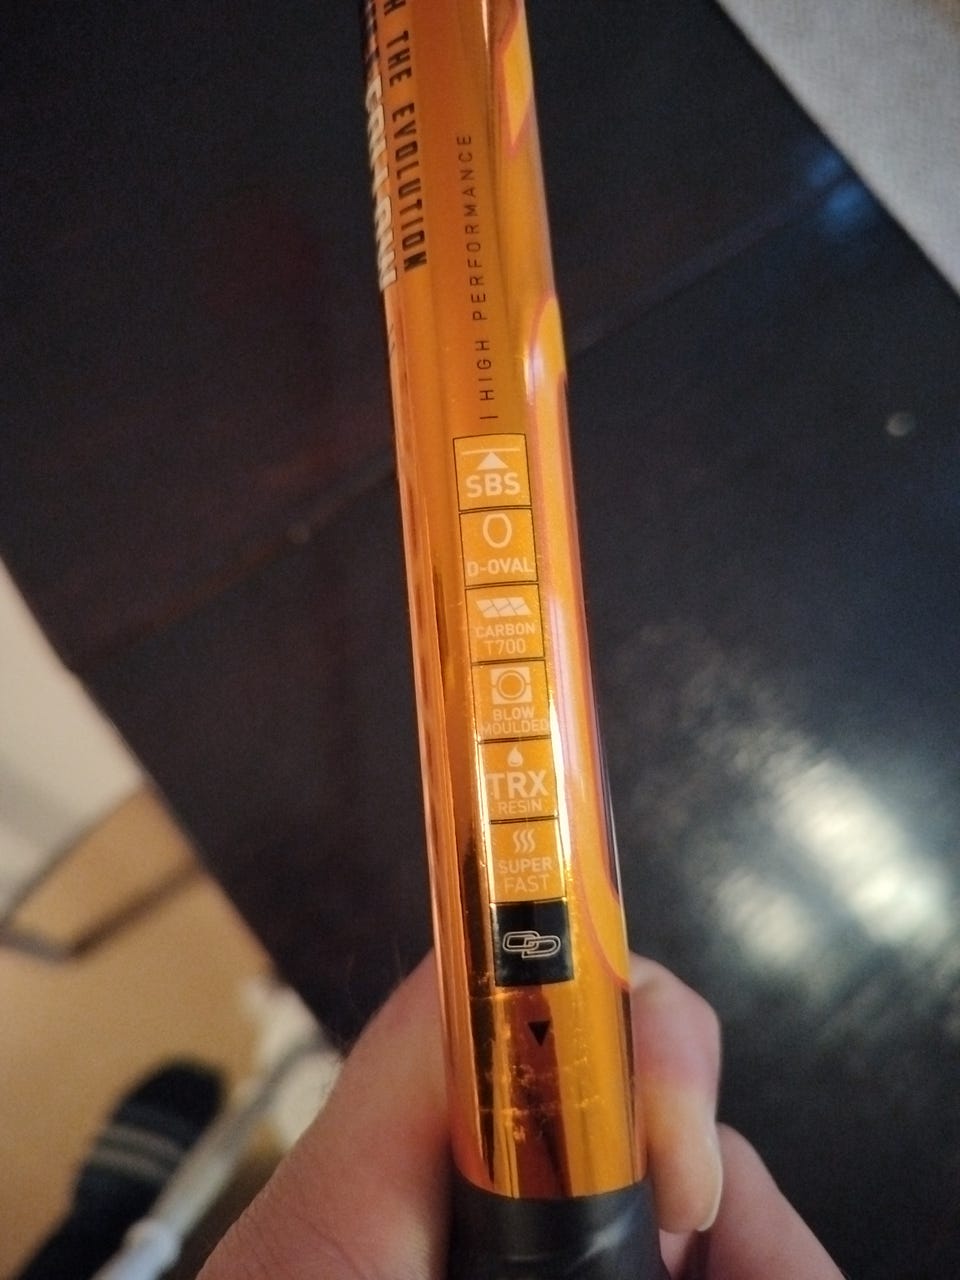 THE EVOLUTION
| HIGH PERFORMANCE
SBS
D-OVAL
CARBON
T700
BLOW
MOULDED
TRX
RESIN
SUPER
FAST